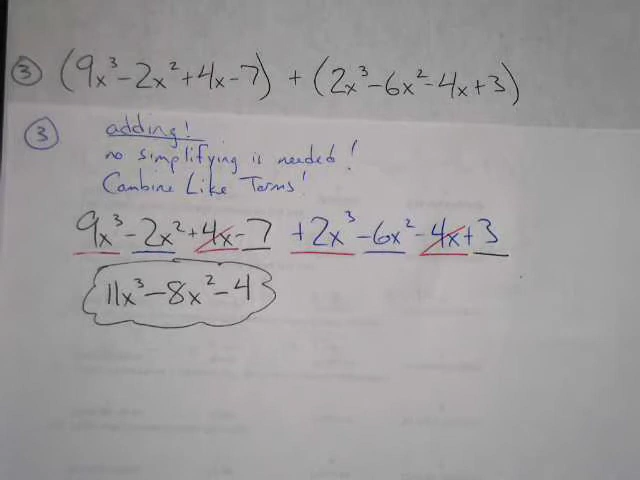 ③ (9x³-2x²+4x-7) + (2x³-6x²-4x+3)
③ adding!
no simplifying is needed!
Combine Like Terms!
9x³-2x²+4x-7 +2x³-6x²-4x+3
11x³-8x²-4